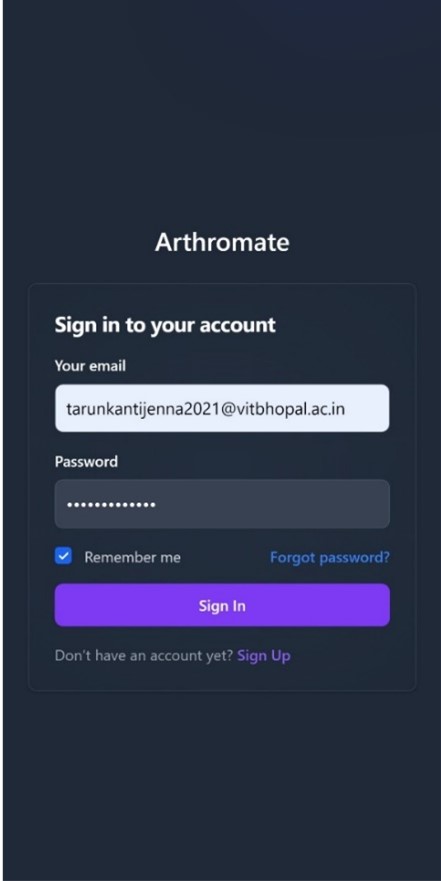 Arthromate
Sign in to your account
Your email
tarunkantijenna2021@vitbhopal.ac.in
Password
•••••••••••••
Remember me Forgot password?
Sign In
Don't have an account yet? Sign Up